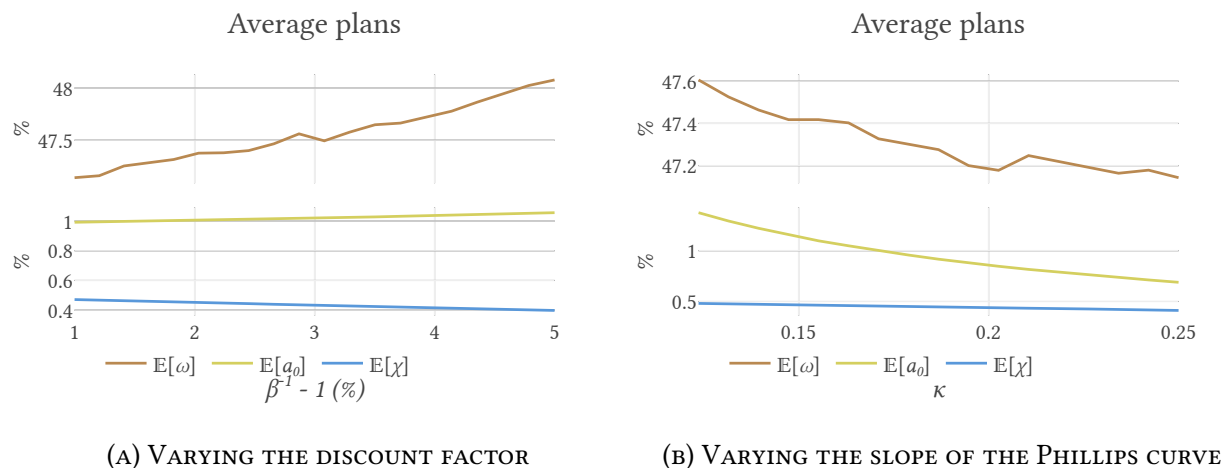 Average plans
48
47.5
%
1
0.8
0.6
0.4
%
1 2 3 4 5
𝔼[ω] 𝔼[a₀] 𝔼[χ]
β⁻¹ - 1 (%)
(A) VARYING THE DISCOUNT FACTOR
Average plans
47.6
47.4
47.2
%
1
0.5
%
0.15 0.2 0.25
𝔼[ω] 𝔼[a₀] 𝔼[χ]
κ
(B) VARYING THE SLOPE OF THE PHILLIPS CURVE